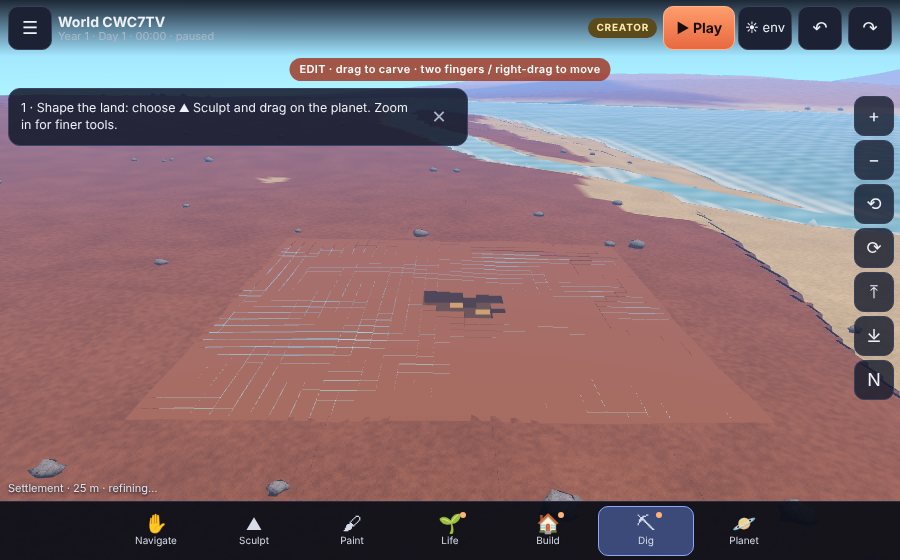 ☰ World CWC7TV
Year 1 · Day 1 · 00:00 · paused
CREATOR
▶ Play
☀ env
EDIT · drag to carve · two fingers / right-drag to move
1 · Shape the land: choose ▲ Sculpt and drag on the planet. Zoom
in for finer tools.
N
Settlement · 25 m · refining…
Navigate
Sculpt
Paint
Life
Build
Dig
Planet